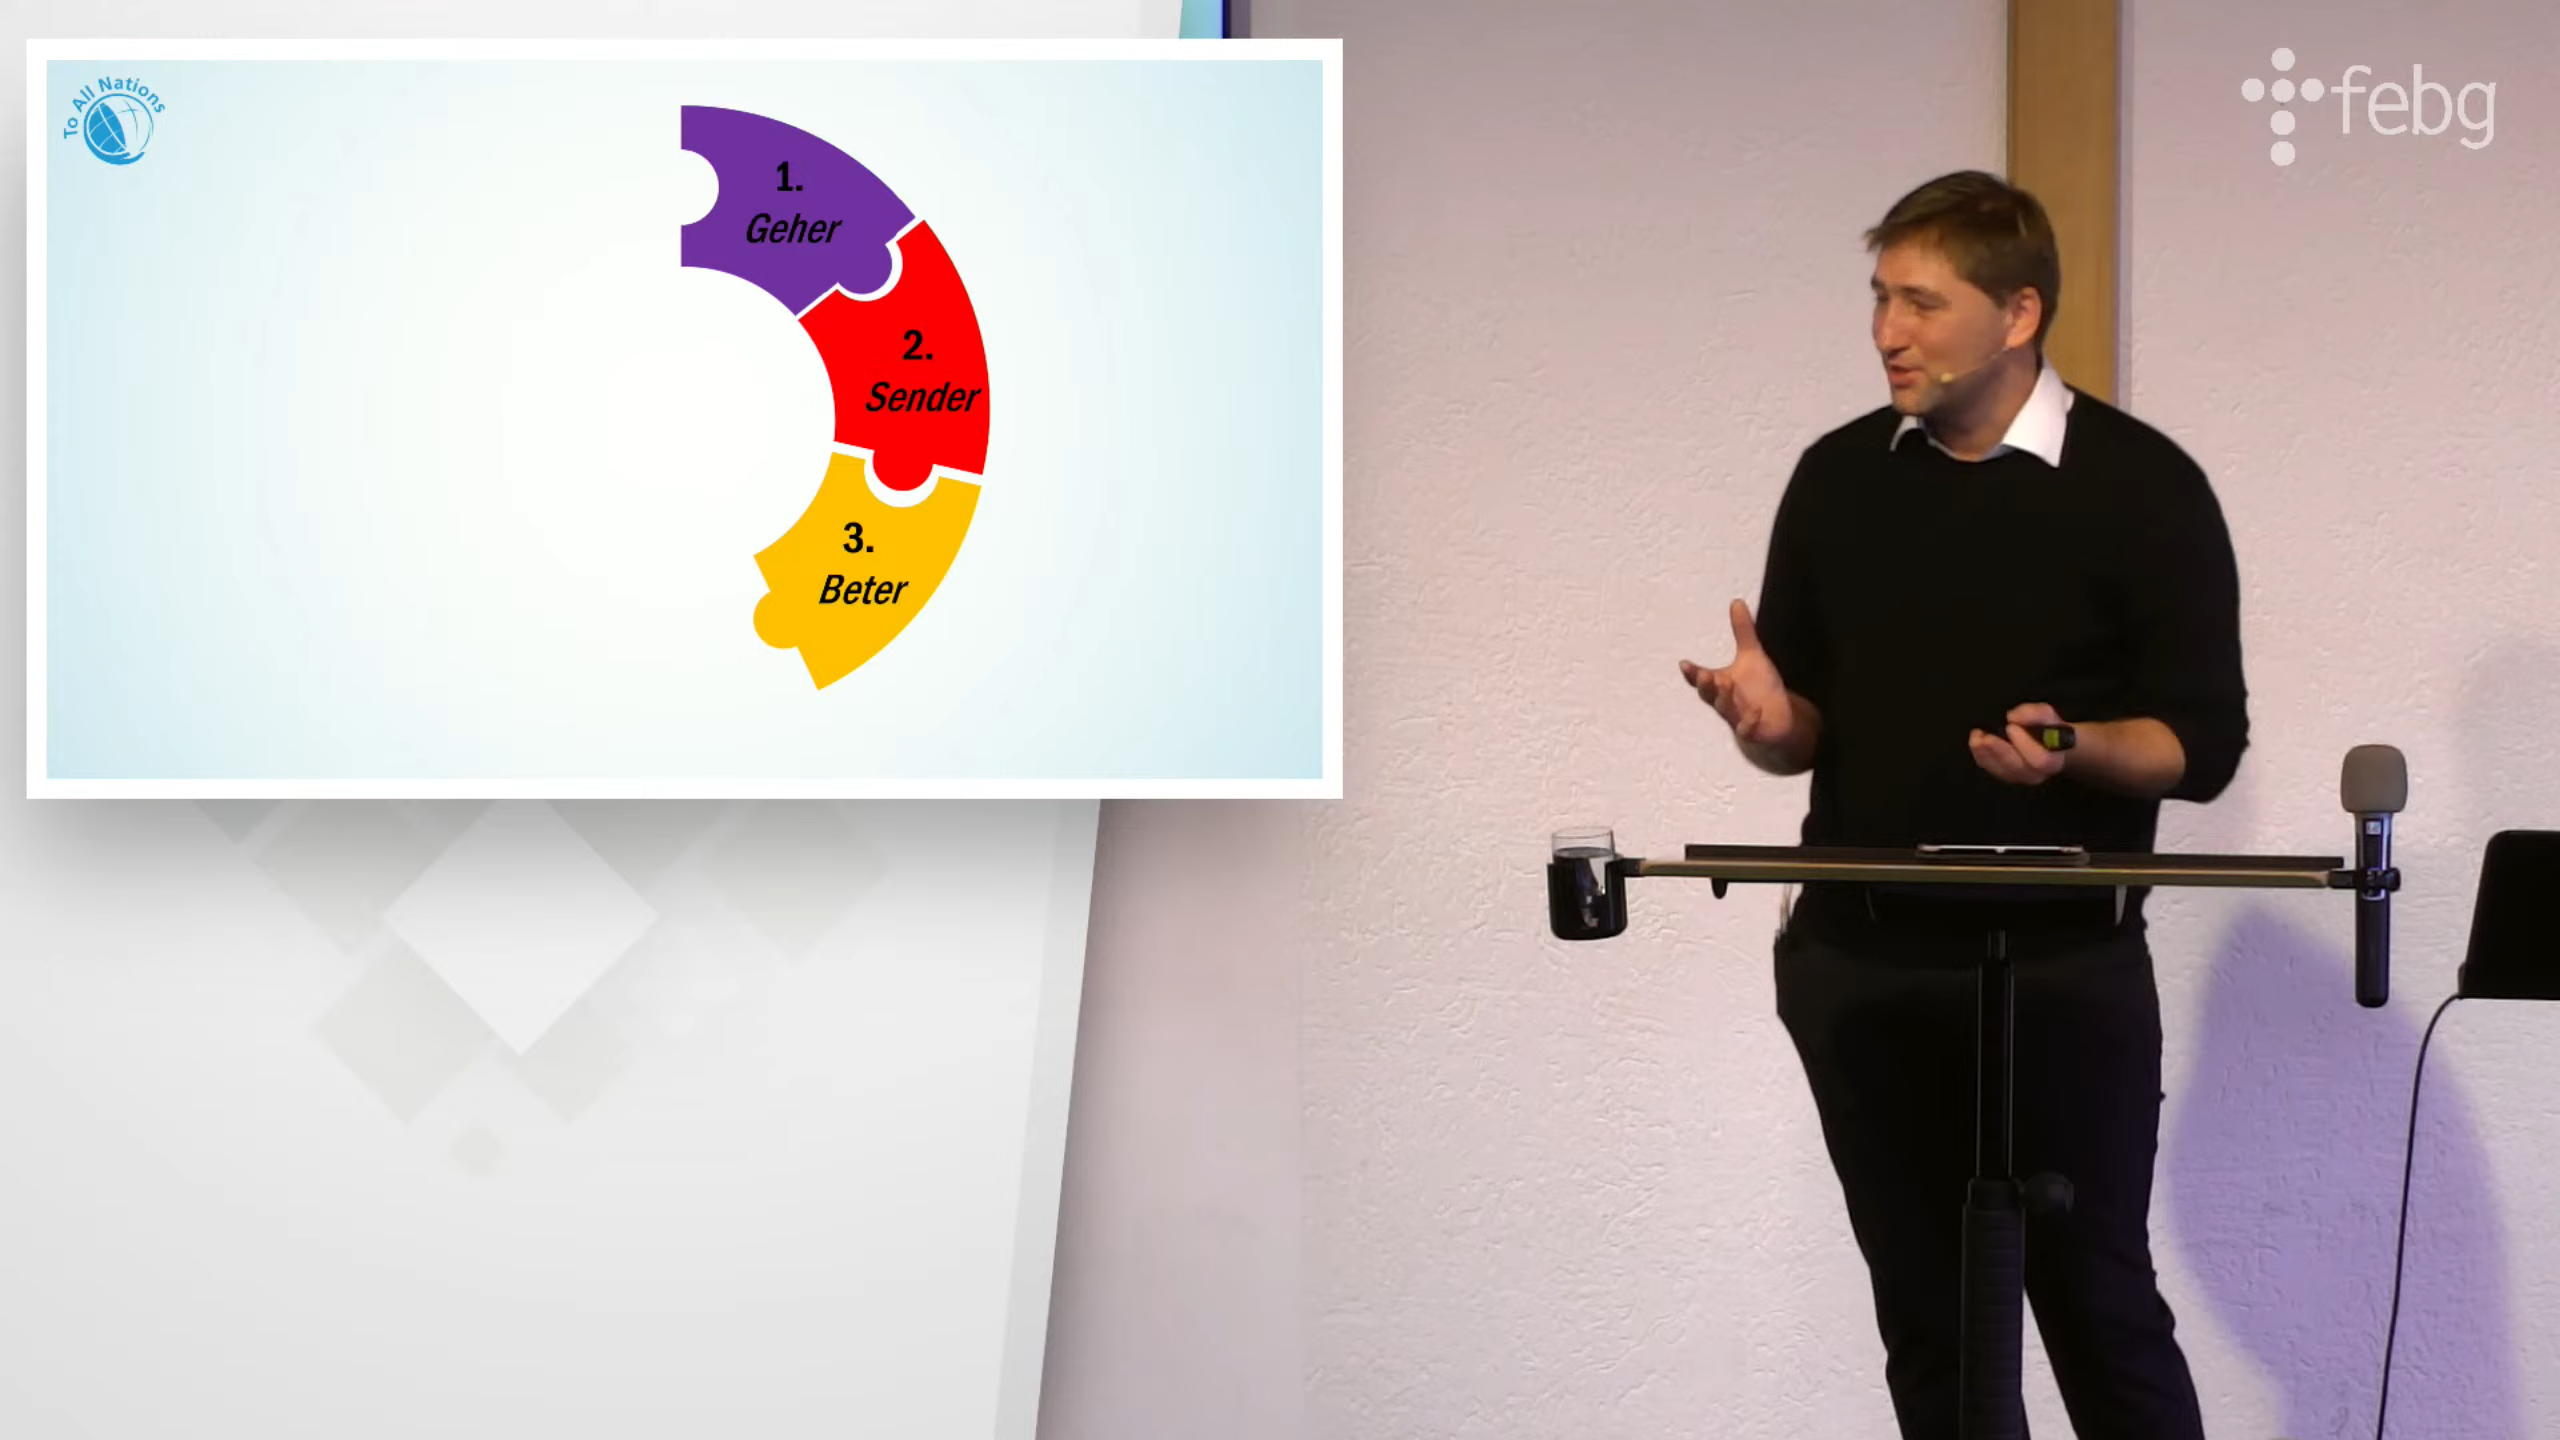 To All Nations
1.
Geher
2.
Sender
3.
Beter
febg